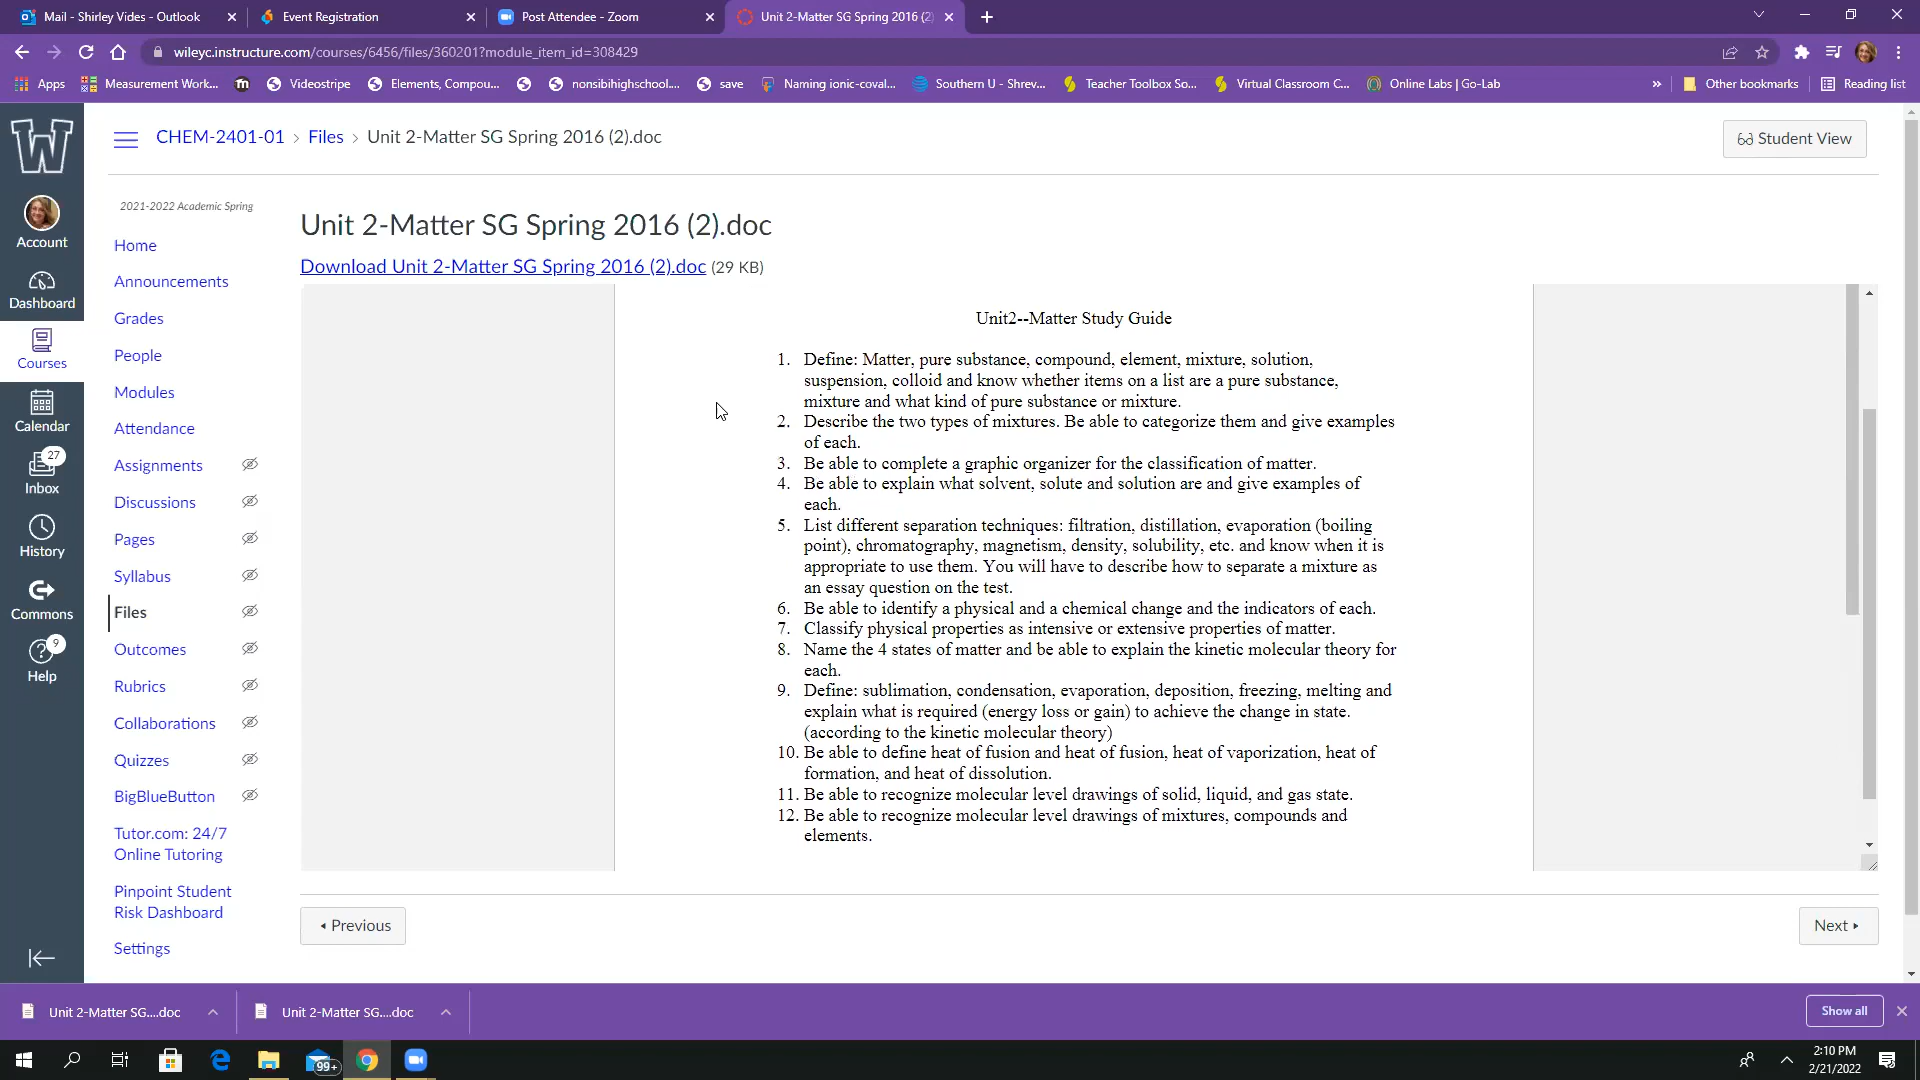 Mail - Shirley Vides - Outlook
Event Registration
Post Attendee - Zoom
Unit 2-Matter SG Spring 2016 (2)
wileyc.instructure.com/courses/6456/files/360201?module_item_id=308429
Apps
Measurement Work...
m
Videostripe
Elements, Compou...
nonsibihighschool....
save
Naming ionic-coval...
Southern U - Shrev...
Teacher Toolbox So...
Virtual Classroom C...
Online Labs | Go-Lab
»
Other bookmarks
Reading list
W
CHEM-2401-01 › Files › Unit 2-Matter SG Spring 2016 (2).doc
Student View
Account
Dashboard
Courses
Calendar
27
Inbox
History
Commons
9
Help
2021-2022 Academic Spring
Home
Announcements
Grades
People
Modules
Attendance
Assignments
Discussions
Pages
Syllabus
Files
Outcomes
Rubrics
Collaborations
Quizzes
BigBlueButton
Tutor.com: 24/7
Online Tutoring
Pinpoint Student
Risk Dashboard
Settings
Unit 2-Matter SG Spring 2016 (2).doc
Download Unit 2-Matter SG Spring 2016 (2).doc (29 KB)
Unit2--Matter Study Guide
1. Define: Matter, pure substance, compound, element, mixture, solution,
suspension, colloid and know whether items on a list are a pure substance,
mixture and what kind of pure substance or mixture.
2. Describe the two types of mixtures. Be able to categorize them and give examples
of each.
3. Be able to complete a graphic organizer for the classification of matter.
4. Be able to explain what solvent, solute and solution are and give examples of
each.
5. List different separation techniques: filtration, distillation, evaporation (boiling
point), chromatography, magnetism, density, solubility, etc. and know when it is
appropriate to use them. You will have to describe how to separate a mixture as
an essay question on the test.
6. Be able to identify a physical and a chemical change and the indicators of each.
7. Classify physical properties as intensive or extensive properties of matter.
8. Name the 4 states of matter and be able to explain the kinetic molecular theory for
each.
9. Define: sublimation, condensation, evaporation, deposition, freezing, melting and
explain what is required (energy loss or gain) to achieve the change in state.
(according to the kinetic molecular theory)
10. Be able to define heat of fusion and heat of fusion, heat of vaporization, heat of
formation, and heat of dissolution.
11. Be able to recognize molecular level drawings of solid, liquid, and gas state.
12. Be able to recognize molecular level drawings of mixtures, compounds and
elements.
Previous
Next
Unit 2-Matter SG....doc
Unit 2-Matter SG....doc
Show all
99+
2:10 PM
2/21/2022